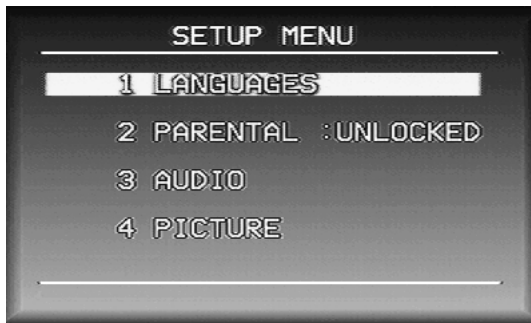 SETUP MENU
1 LANGUAGES
2 PARENTAL :UNLOCKED
3 AUDIO
4 PICTURE